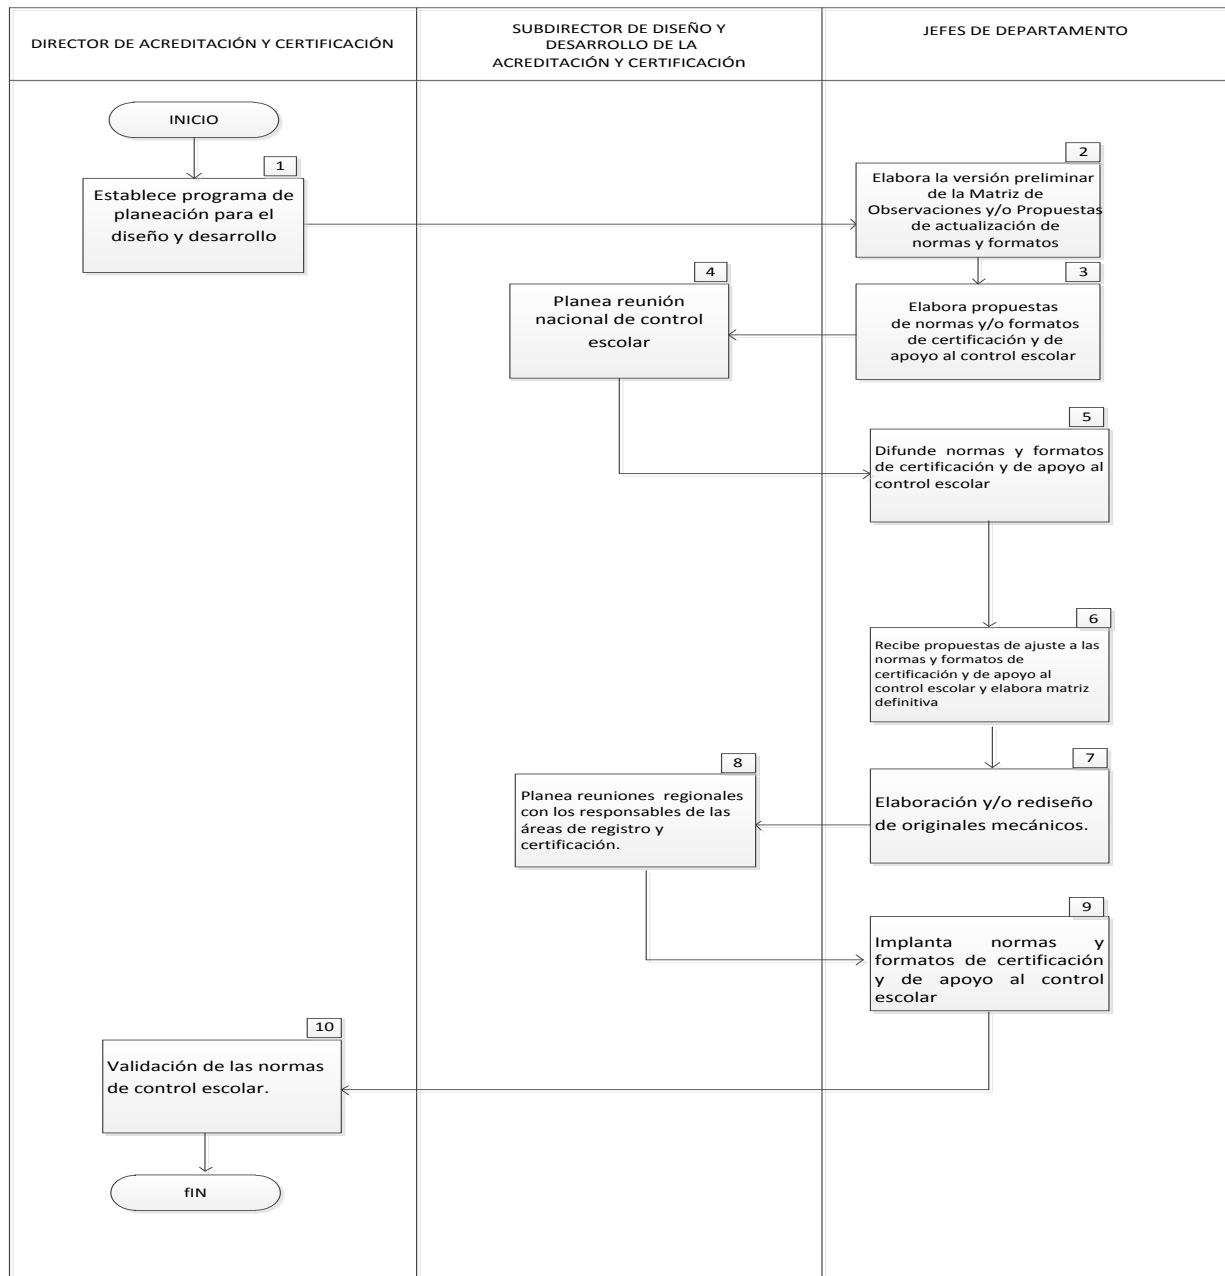 DIRECTOR DE ACREDITACIÓN Y CERTIFICACIÓN
SUBDIRECTOR DE DISEÑO Y
DESARROLLO DE LA
ACREDITACIÓN Y CERTIFICACIÓn
JEFES DE DEPARTAMENTO
INICIO
1
Establece programa de
planeación para el
diseño y desarrollo
2
Elabora la versión preliminar
de la Matriz de
Observaciones y/o Propuestas
de actualización de
normas y formatos
3
Elabora propuestas
de normas y/o formatos
de certificación y de
apoyo al control escolar
4
Planea reunión
nacional de control
escolar
5
Difunde normas y formatos
de certificación y de apoyo al
control escolar
6
Recibe propuestas de ajuste a las
normas y formatos de
certificación y de apoyo al
control escolar y elabora matriz
definitiva
7
Elaboración y/o rediseño
de originales mecánicos.
8
Planea reuniones regionales
con los responsables de las
áreas de registro y
certificación.
9
Implanta normas y
formatos de certificación
y de apoyo al control
escolar
10
Validación de las normas
de control escolar.
fIN